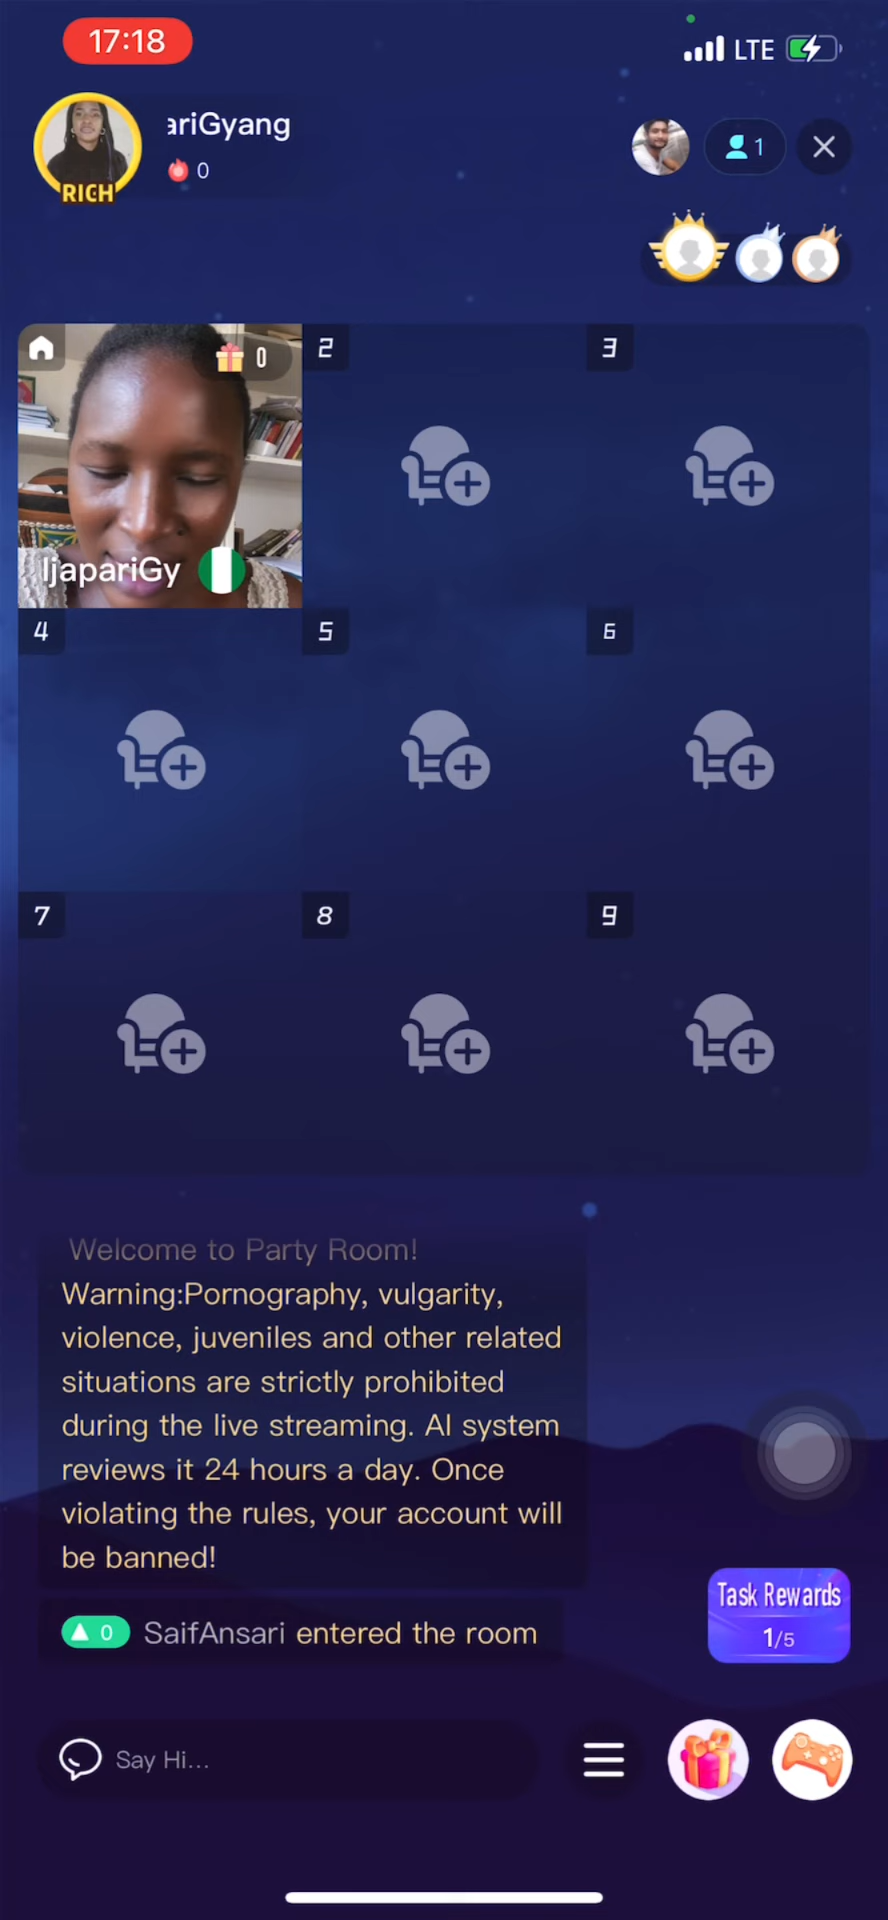 17:18
LTE
ariGyang
0
RICH
1
0
2
3
IjapariGy
4
5
6
7
8
9
Welcome to Party Room!
Warning:Pornography, vulgarity,
violence, juveniles and other related
situations are strictly prohibited
during the live streaming. AI system
reviews it 24 hours a day. Once
violating the rules, your account will
be banned!
0 SaifAnsari entered the room
Task Rewards
1/5
Say Hi...